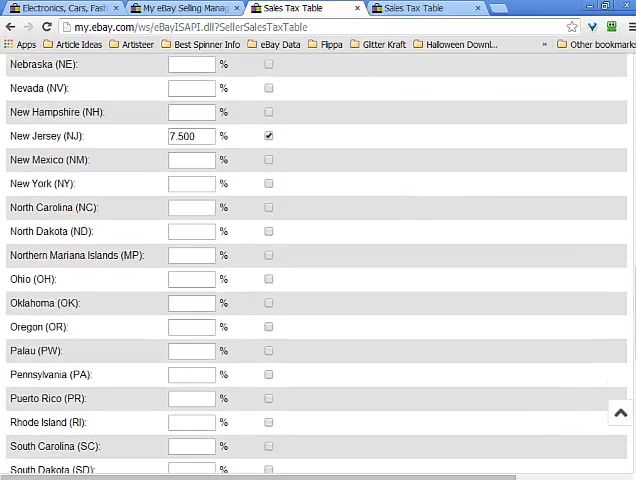 Electronics, Cars, Fash
My eBay Selling Manag
Sales Tax Table
Sales Tax Table
my.ebay.com/ws/eBayISAPI.dll?SellerSalesTaxTable
Apps
Article Ideas
Artisteer
Best Spinner Info
eBay Data
Flippa
Glitter Kraft
Halloween Downl...
»
Other bookmarks
Nebraska (NE): %
Nevada (NV): %
New Hampshire (NH): %
New Jersey (NJ): 7.500 %
New Mexico (NM): %
New York (NY): %
North Carolina (NC): %
North Dakota (ND): %
Northern Mariana Islands (MP): %
Ohio (OH): %
Oklahoma (OK): %
Oregon (OR): %
Palau (PW): %
Pennsylvania (PA): %
Puerto Rico (PR): %
Rhode Island (RI): %
South Carolina (SC): %
South Dakota (SD): %